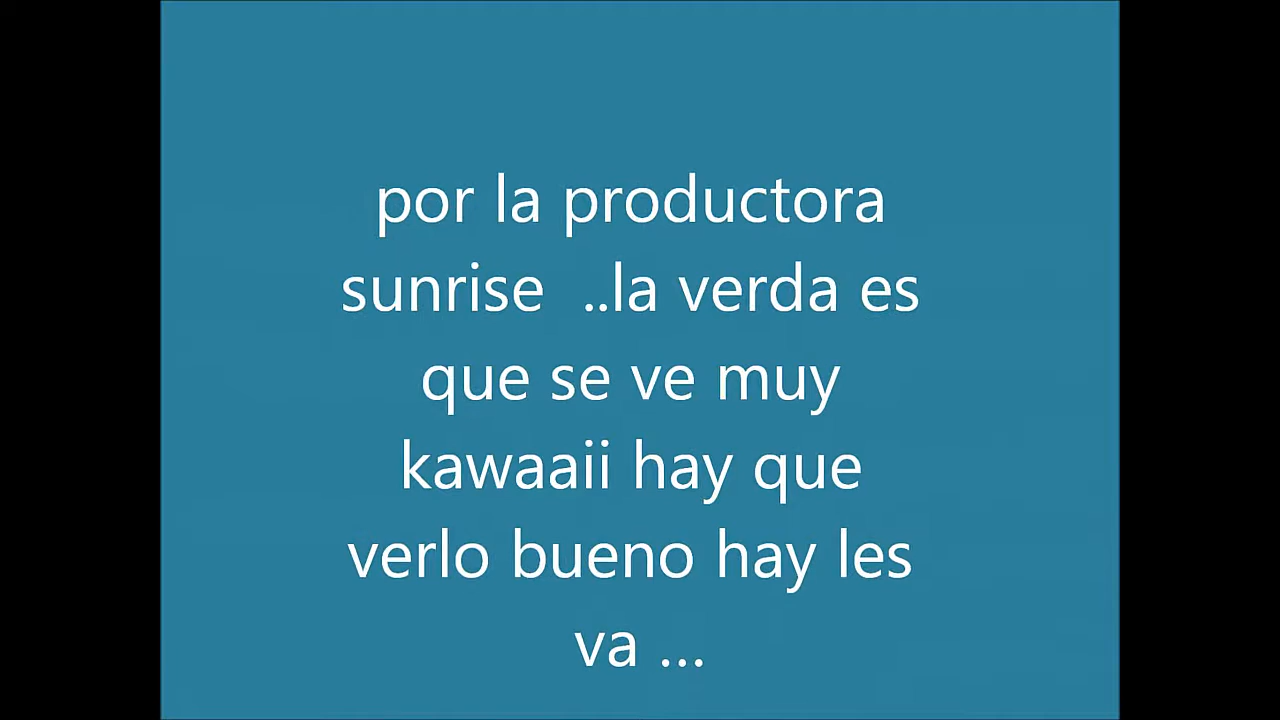 por la productora
sunrise  ..la verda es
que se ve muy
kawaaii hay que
verlo bueno hay les
va ...